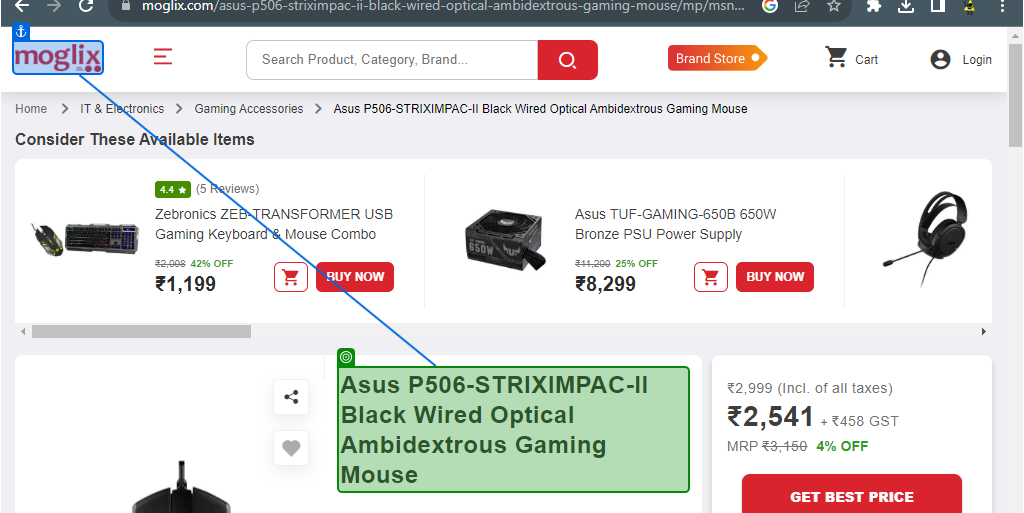 moglix.com/asus-p506-striximpac-ii-black-wired-optical-ambidextrous-gaming-mouse/mp/msn...
moglix
Search Product, Category, Brand...
Brand Store
Cart
Login
Home > IT & Electronics > Gaming Accessories > Asus P506-STRIXIMPAC-II Black Wired Optical Ambidextrous Gaming Mouse
Consider These Available Items
4.4 ★ (5 Reviews)
Zebronics ZEB-TRANSFORMER USB
Gaming Keyboard & Mouse Combo
₹2,008 42% OFF
₹1,199
BUY NOW
Asus TUF-GAMING-650B 650W
Bronze PSU Power Supply
₹11,200 25% OFF
₹8,299
BUY NOW
650W
Asus P506-STRIXIMPAC-II
Black Wired Optical
Ambidextrous Gaming
Mouse
₹2,999 (Incl. of all taxes)
₹2,541 + ₹458 GST
MRP ₹3,150 4% OFF
GET BEST PRICE